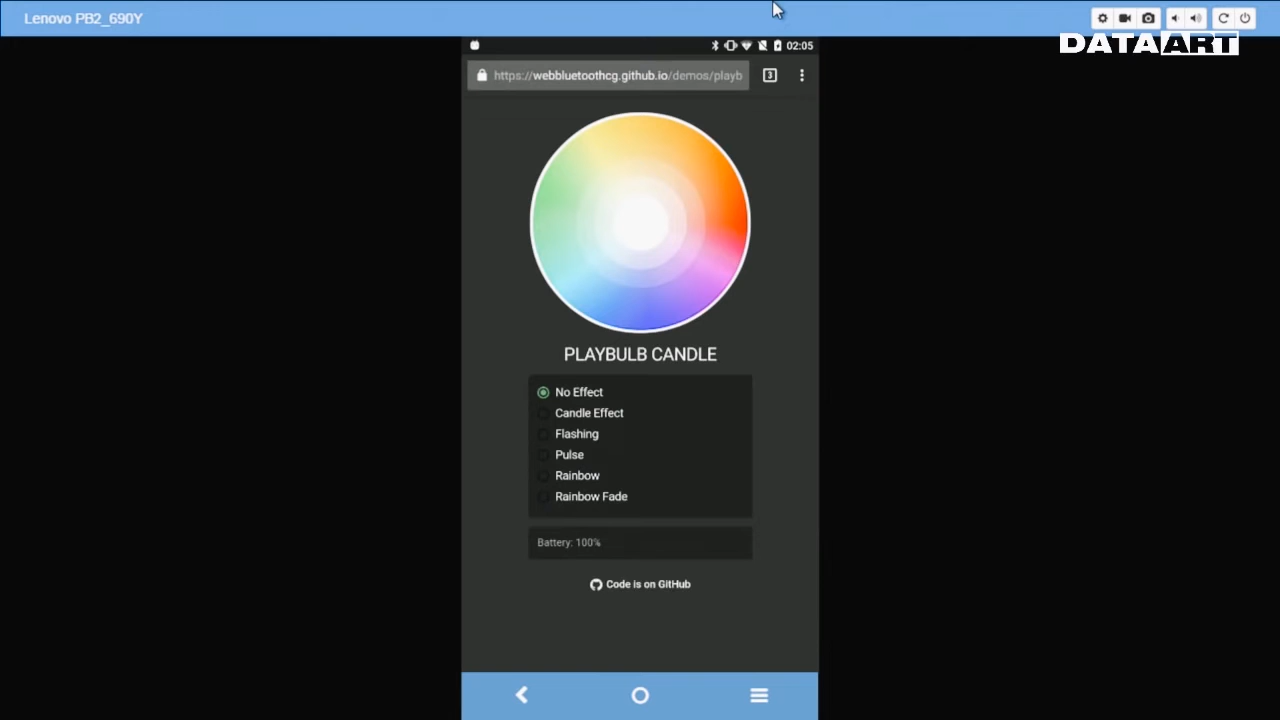 Lenovo PB2_690Y
DATAART
02:05
https://webbluetoothcg.github.io/demos/playb
3
PLAYBULB CANDLE
No Effect
Candle Effect
Flashing
Pulse
Rainbow
Rainbow Fade
Battery: 100%
Code is on GitHub